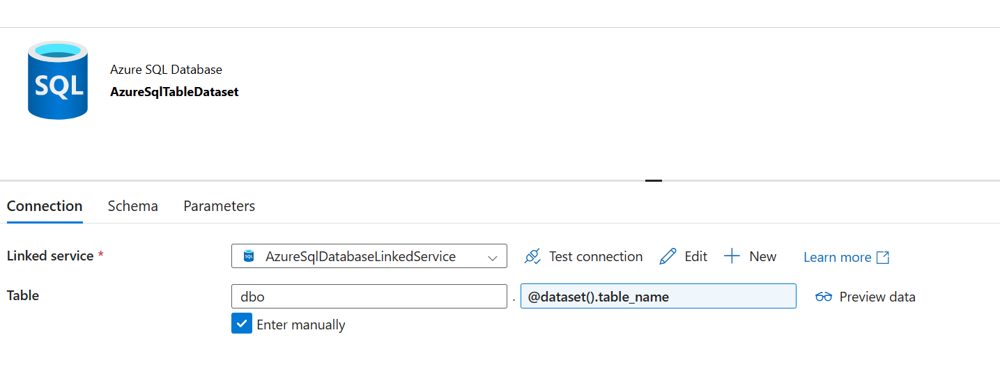 SQL
Azure SQL Database
AzureSqlTableDataset
Connection Schema Parameters
Linked service * SQL AzureSqlDatabaseLinkedService Test connection Edit New Learn more
Table dbo . @dataset().table_name Preview data
Enter manually